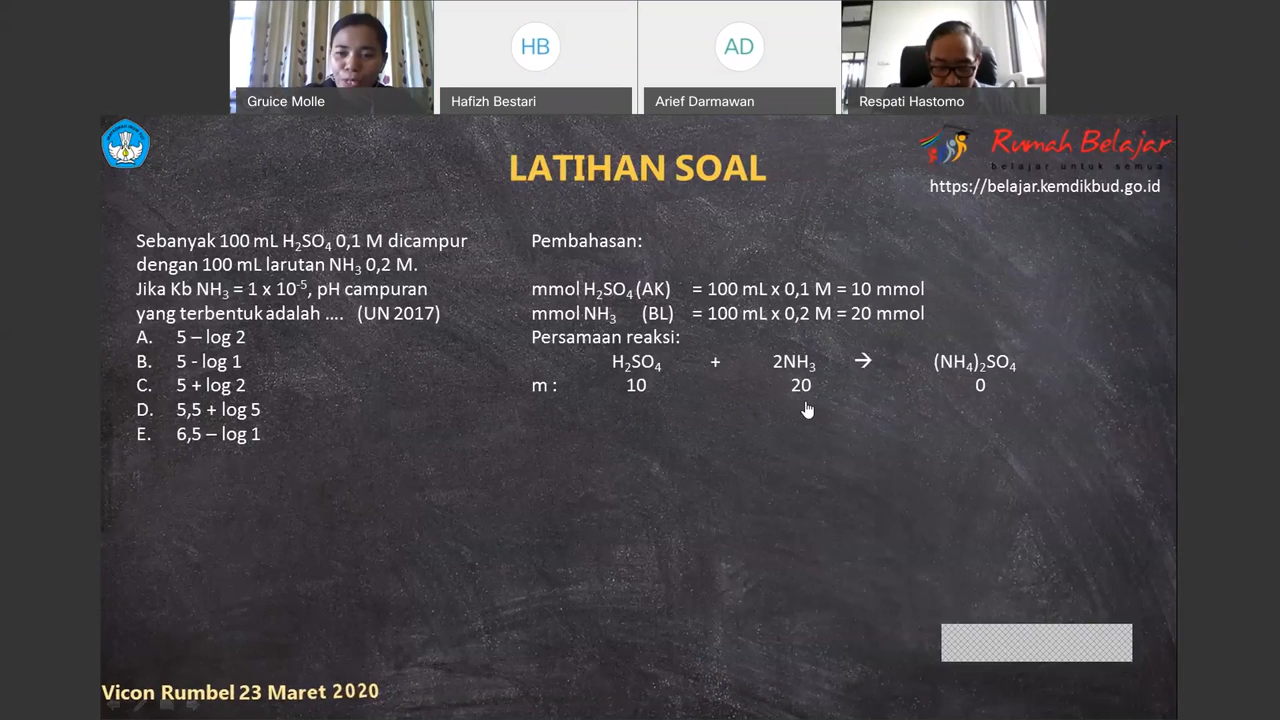 HB
AD
Gruice Molle
Hafizh Bestari
Arief Darmawan
Respati Hastomo
Rumah Belajar
belajar untuk semua
https://belajar.kemdikbud.go.id
LATIHAN SOAL
Sebanyak 100 mL H₂SO₄ 0,1 M dicampur
dengan 100 mL larutan NH₃ 0,2 M.
Jika Kb NH₃ = 1 x 10⁻⁵, pH campuran
yang terbentuk adalah .... (UN 2017)
A. 5 – log 2
B. 5 - log 1
C. 5 + log 2
D. 5,5 + log 5
E. 6,5 – log 1
Pembahasan:
mmol H₂SO₄ (AK) = 100 mL x 0,1 M = 10 mmol
mmol NH₃ (BL) = 100 mL x 0,2 M = 20 mmol
Persamaan reaksi:
H₂SO₄ + 2NH₃ → (NH₄)₂SO₄
m : 10 20 0
Vicon Rumbel 23 Maret 2020